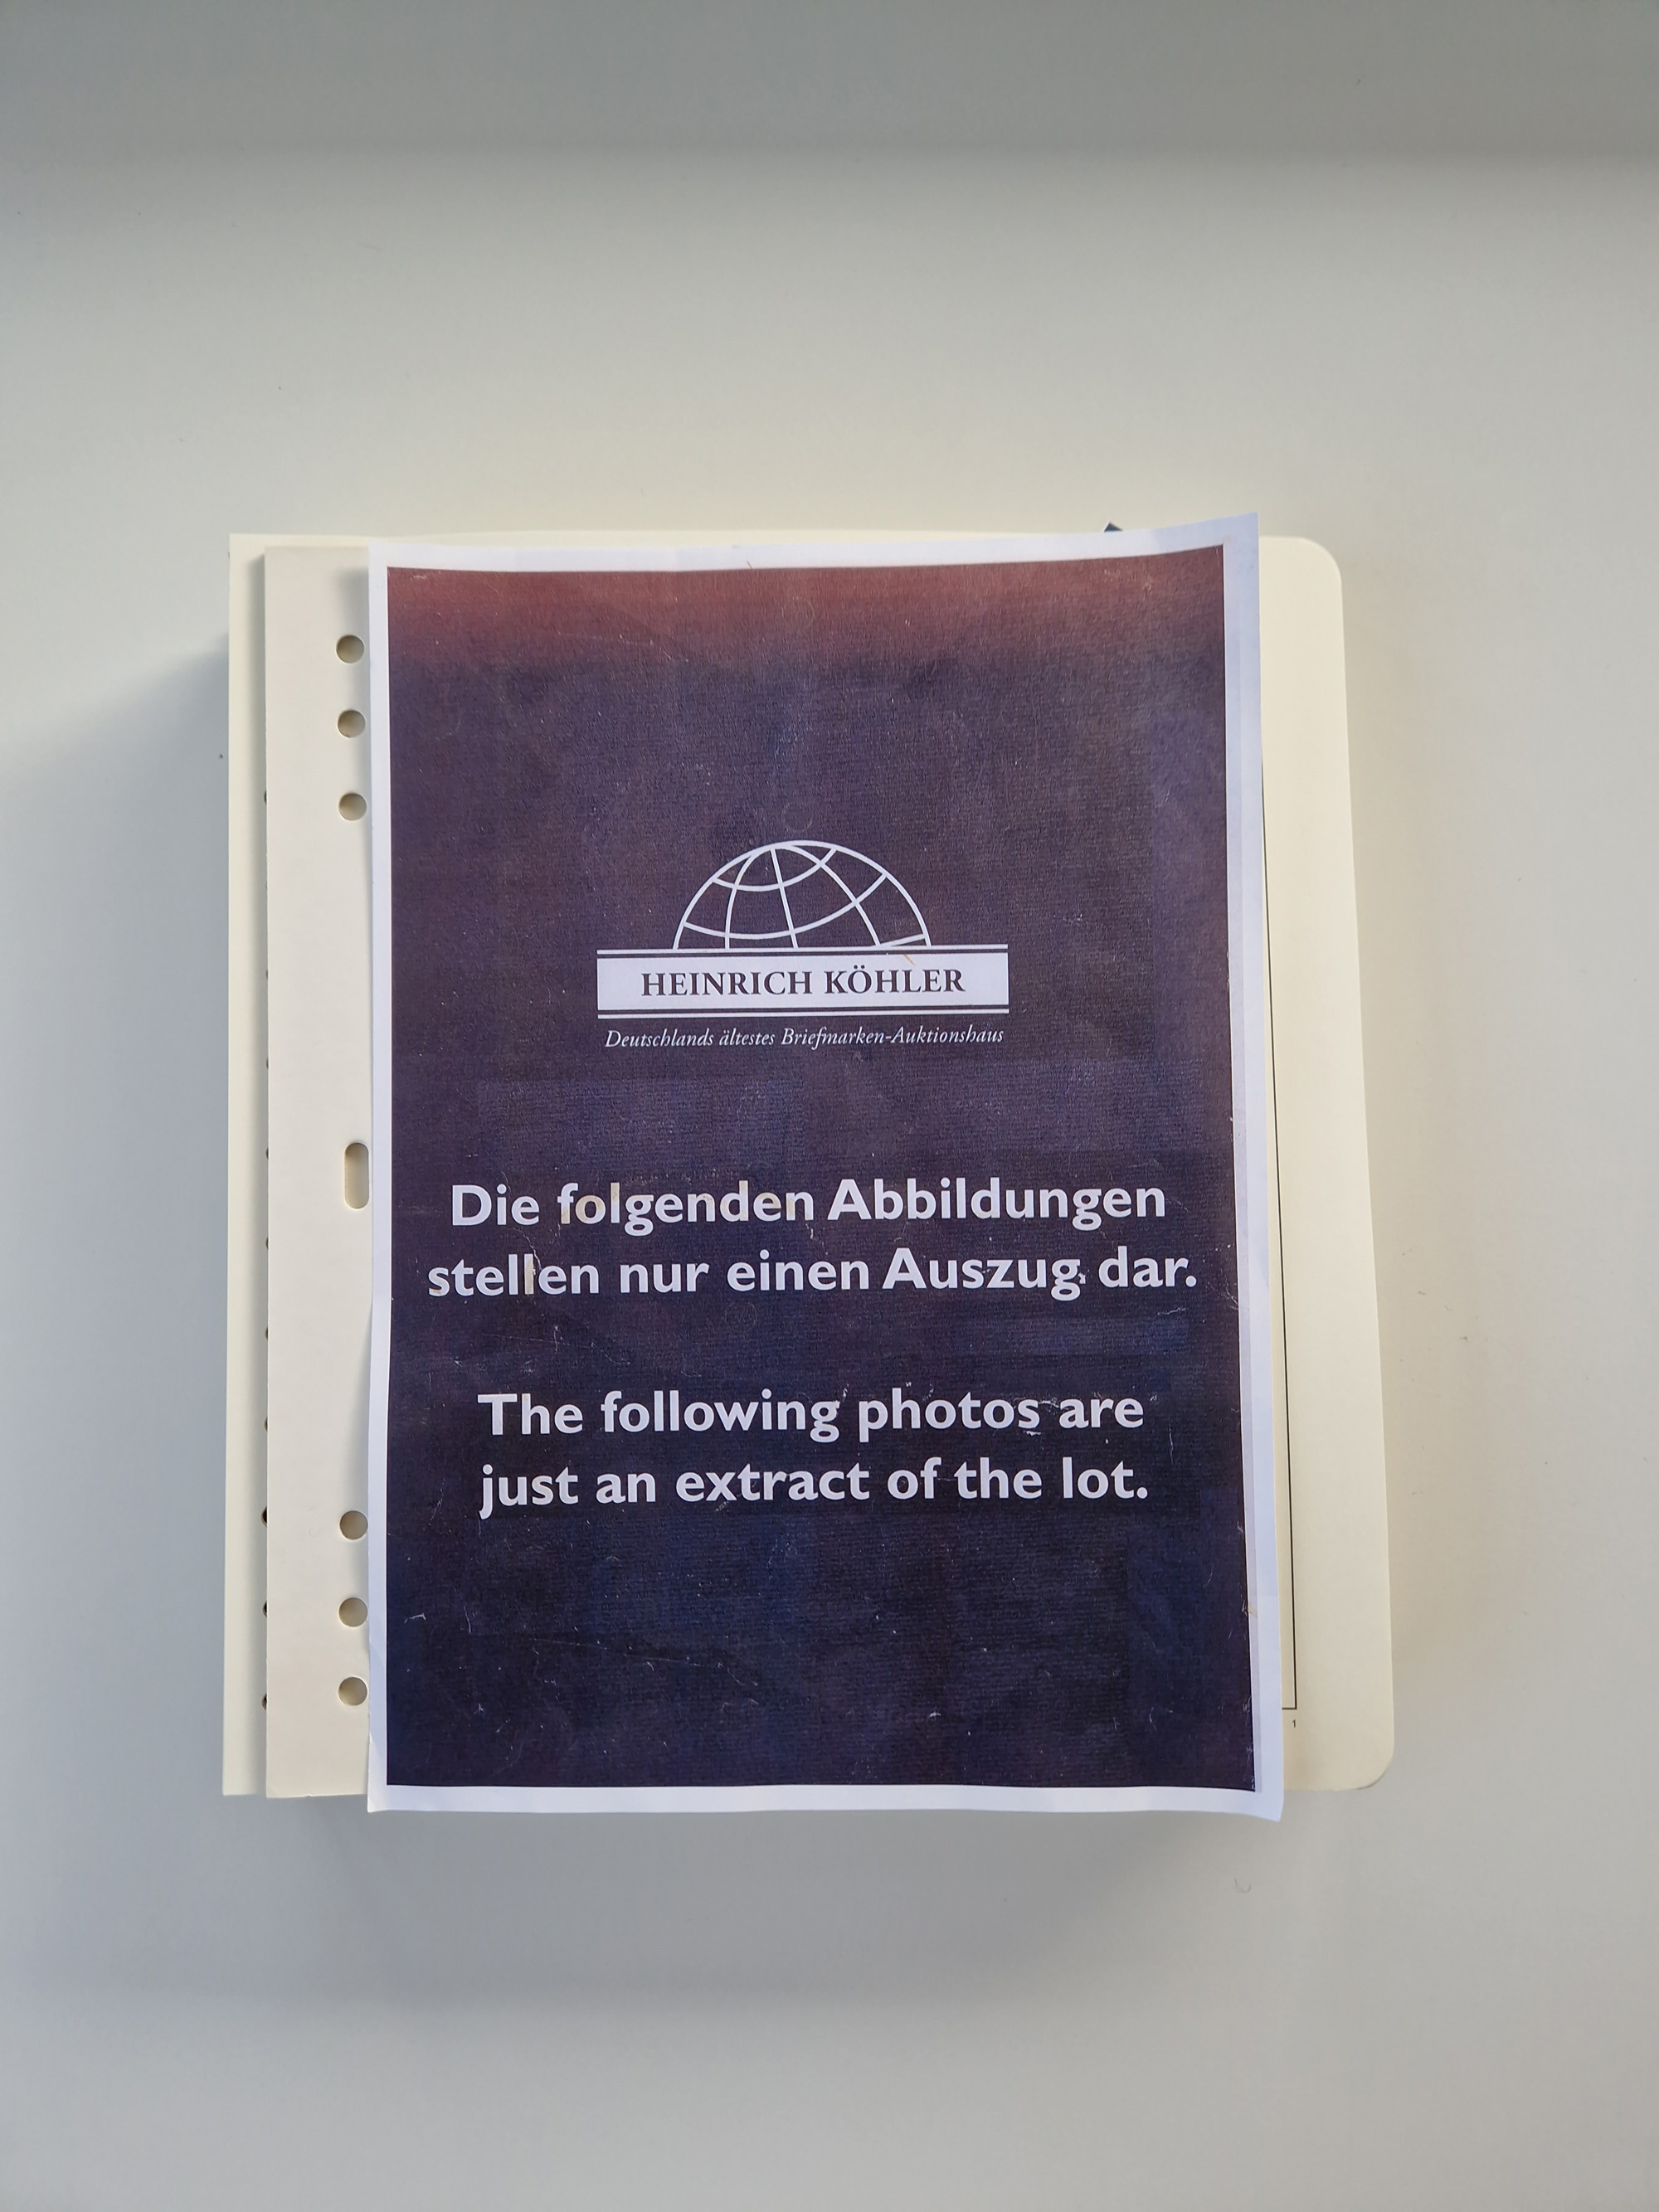 HEINRICH KÖHLER
Deutschlands ältestes Briefmarken-Auktionshaus
Die folgenden Abbildungen
stellen nur einen Auszug dar.
The following photos are
just an extract of the lot.
1